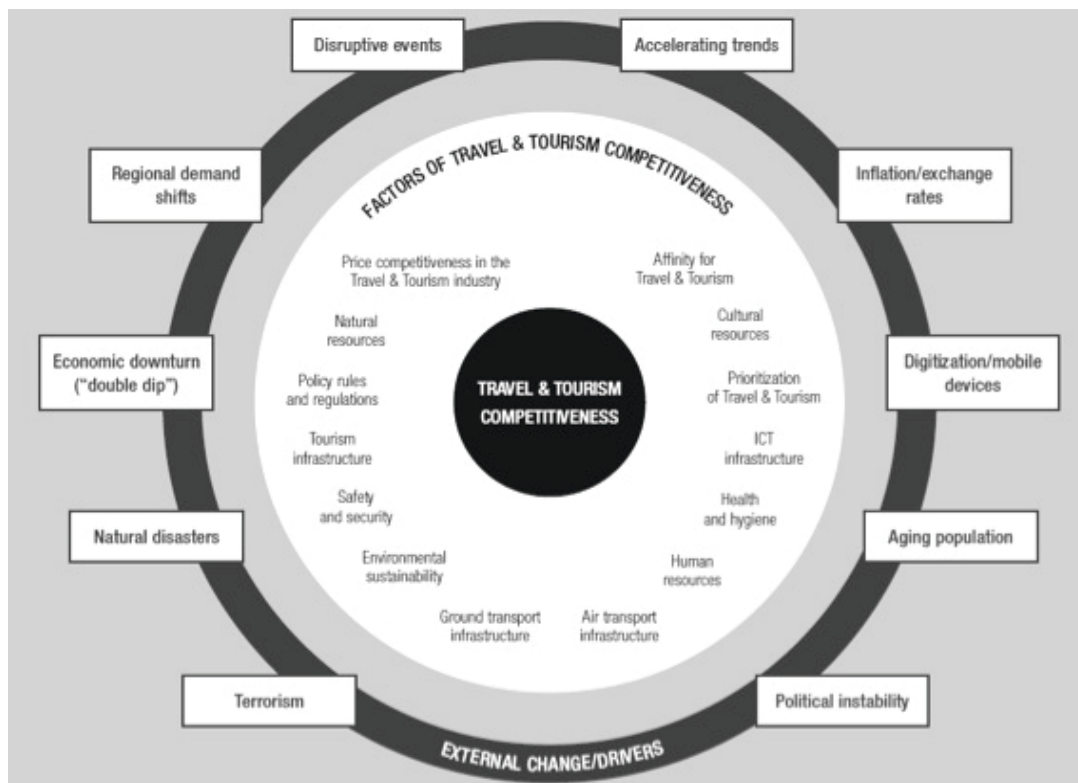 Disruptive events
Accelerating trends
Regional demand
shifts
Inflation/exchange
rates
FACTORS OF TRAVEL & TOURISM COMPETITIVENESS
Price competitiveness in the
Travel & Tourism industry
Affinity for
Travel & Tourism
Natural
resources
Cultural
resources
Economic downturn
(“double dip”)
Policy rules
and regulations
TRAVEL & TOURISM
COMPETITIVENESS
Prioritization
of Travel & Tourism
Digitization/mobile
devices
Tourism
infrastructure
ICT
infrastructure
Safety
and security
Health
and hygiene
Natural disasters
Aging population
Environmental
sustainability
Human
resources
Ground transport
infrastructure
Air transport
infrastructure
Terrorism
Political instability
EXTERNAL CHANGE/DRIVERS